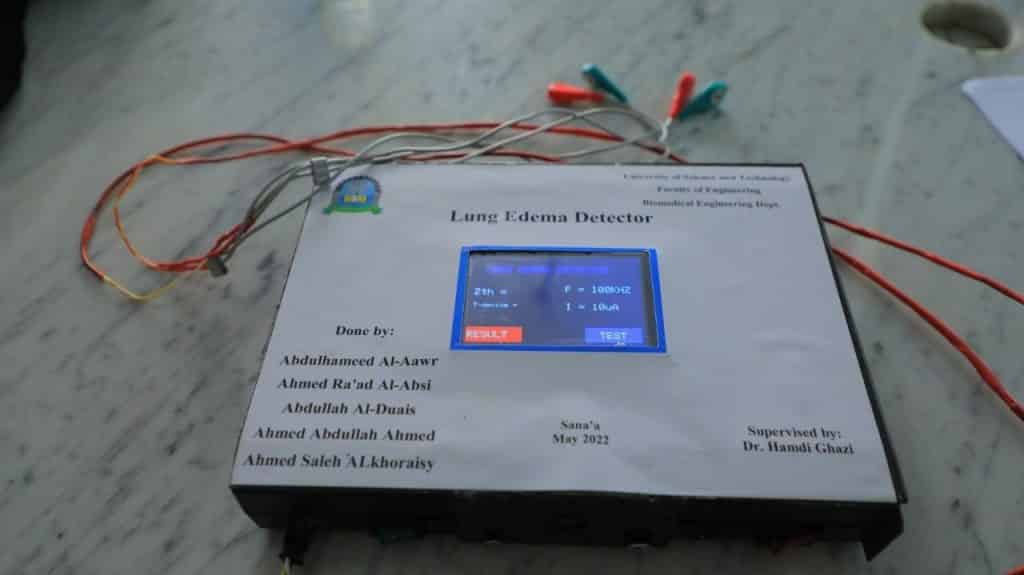 University of Science and Technology
Faculty of Engineering
Biomedical Engineering Dept.
Lung Edema Detector
Zth =
F = 100KHZ
I = 10uA
RESULT
TEST
Done by:
Abdulhameed Al-Aawr
Ahmed Ra'ad Al-Absi
Abdullah Al-Duais
Ahmed Abdullah Ahmed
Ahmed Saleh ALkhoraisy
Sana'a
May 2022
Supervised by:
Dr. Hamdi Ghazi